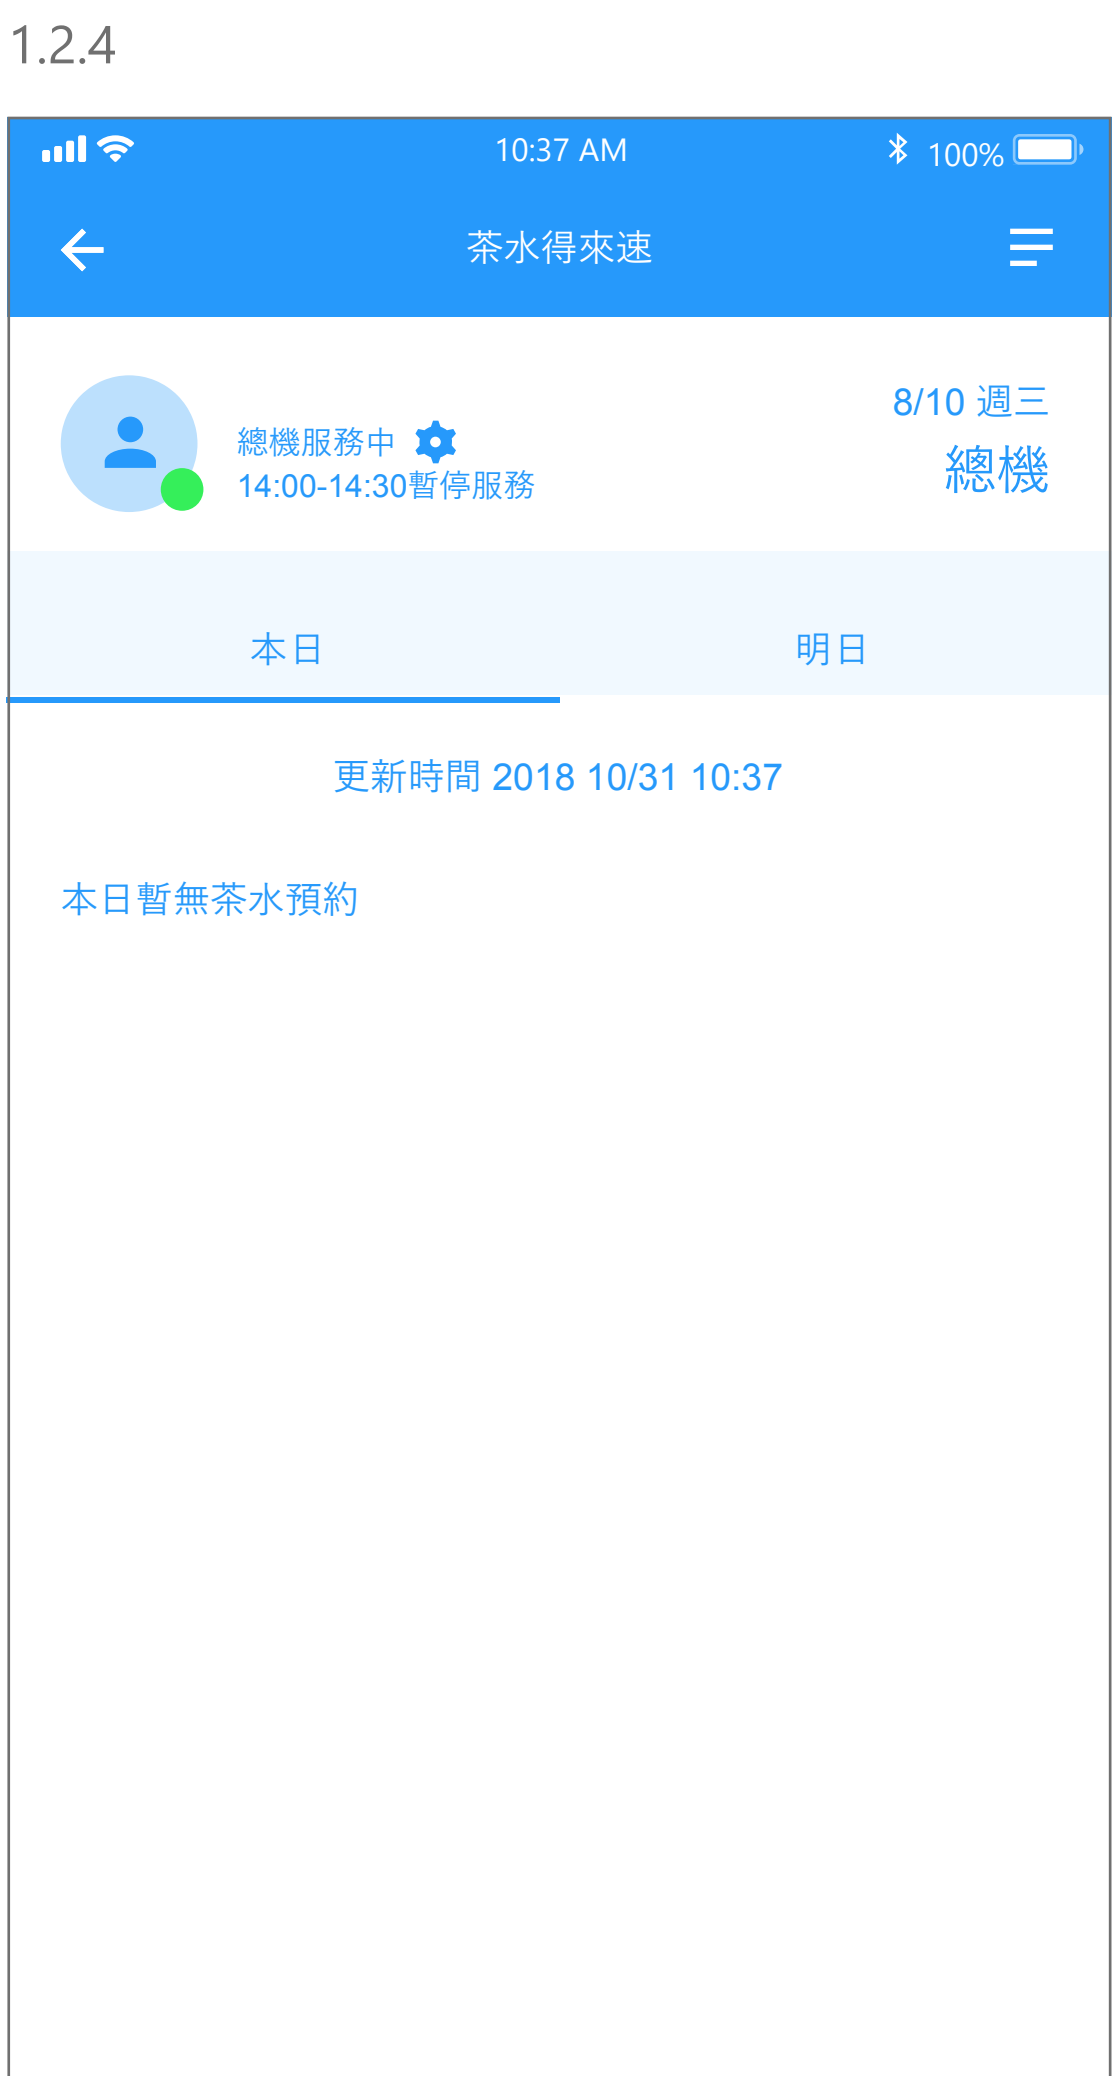 1.2.4
10:37 AM
100%
茶水得來速
8/10 週三
總機服務中
總機
14:00-14:30暫停服務
本日
明日
更新時間 2018 10/31 10:37
本日暫無茶水預約